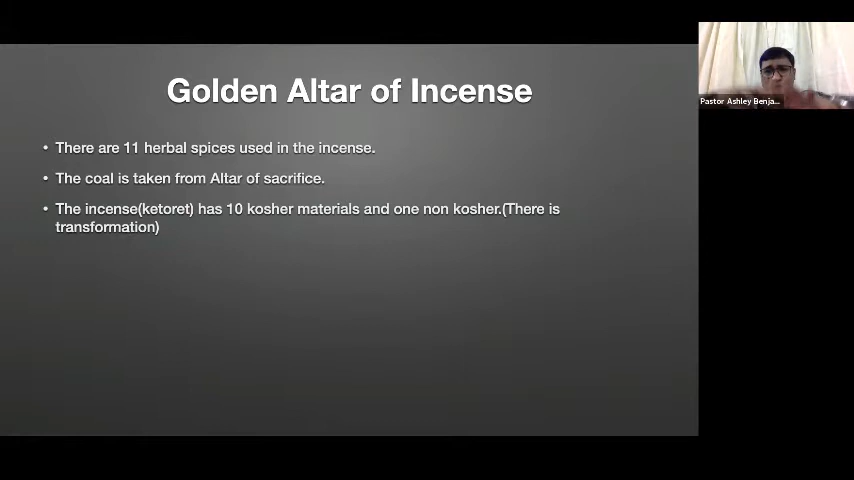 Golden Altar of Incense
• There are 11 herbal spices used in the incense.
• The coal is taken from Altar of sacrifice.
• The incense(ketoret) has 10 kosher materials and one non kosher.(There is
transformation)
Pastor Ashley Benja...